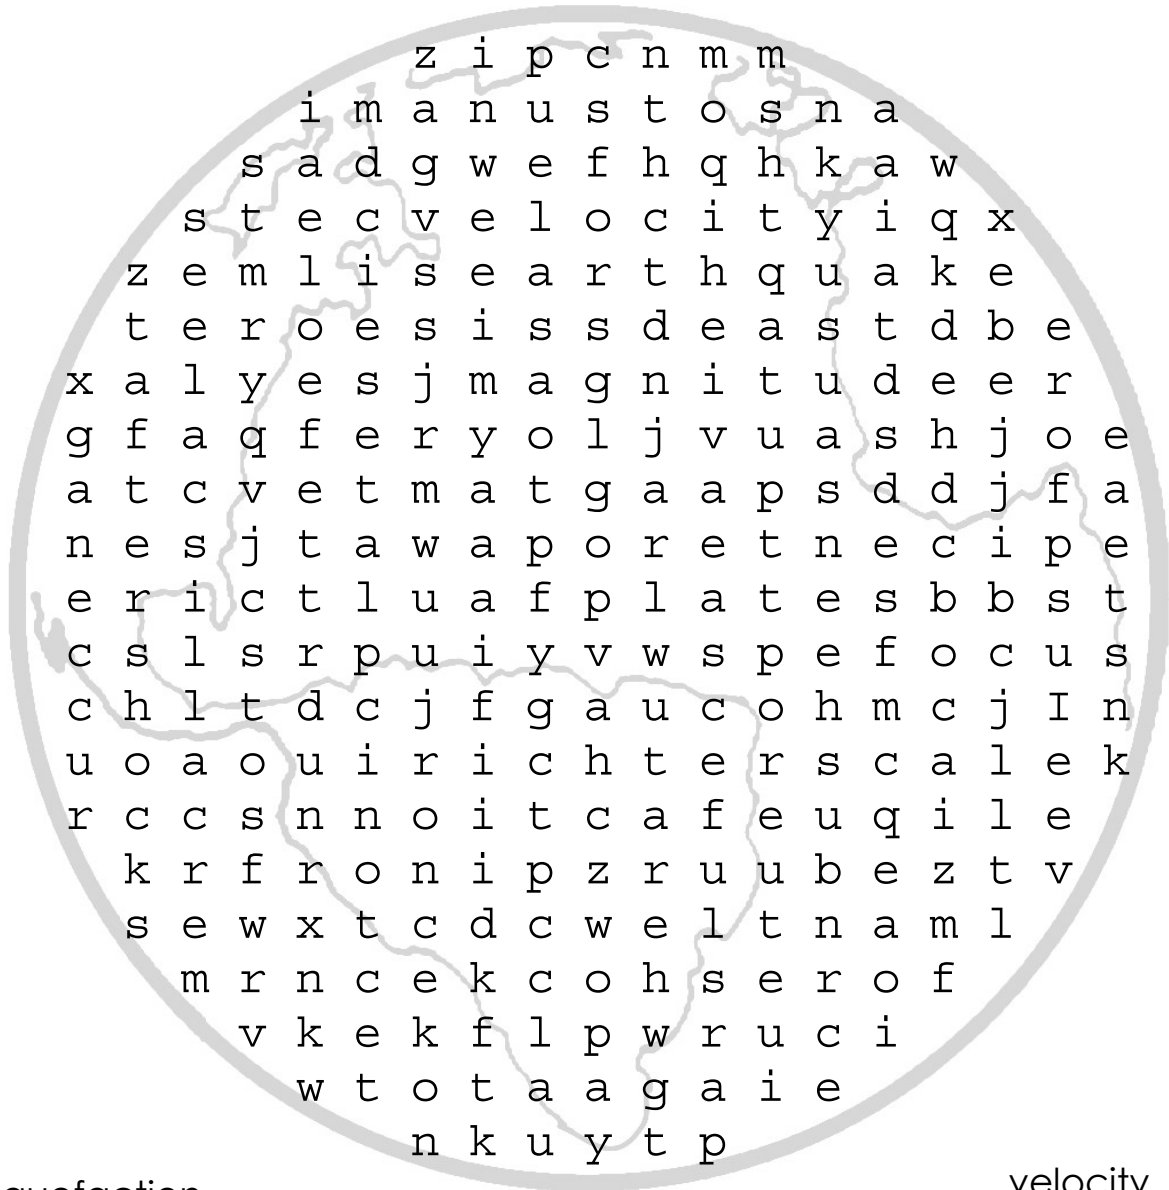 z i p c n m m
i m a n u s t o s n a
s a d g w e f h q h k a w
s t e c v e l o c i t y i q x
z e m l i s e a r t h q u a k e
t e r o e s i s s d e a s t d b e
x a l y e s j m a g n i t u d e e r
g f a q f e r y o l j v u a s h j o e
a t c v e t m a t g a a p s d d j f a
n e s j t a w a p o r e t n e c i p e
e r i c t l u a f p l a t e s b b s t
c s l s r p u i y v w s p e f o c u s
c h l t d c j f g a u c o h m c j I n
u o a o u i r i c h t e r s c a l e k
r c c s n n o i t c a f e u q i l e
k r f r o n i p z r u u b e z t v
s e w x t c d c w e l t n a m l
m r n c e k c o h s e r o f
v k e k f l p w r u c i
w t o t a a g a i e
n k u y t p
velocity